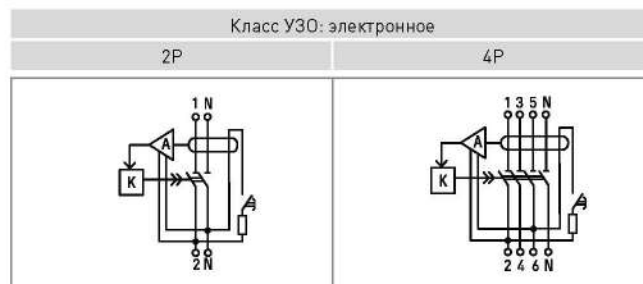 Класс УЗО: электронное
2P 4P
1 N 1 3 5 N
A A
K K
2 N 2 4 6 N